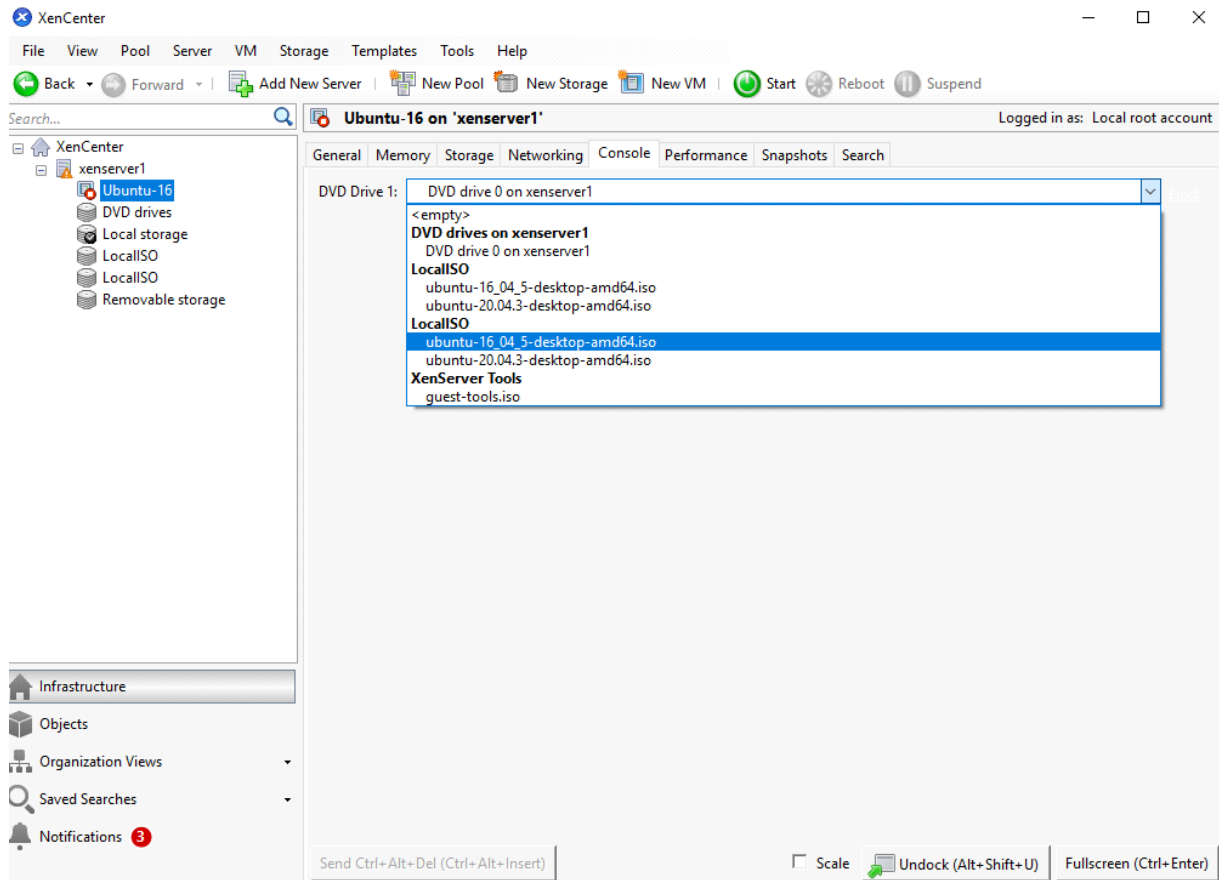 XenCenter
File View Pool Server VM Storage Templates Tools Help
Back Forward Add New Server New Pool New Storage New VM Start Reboot Suspend
Search...
XenCenter
xenserver1
Ubuntu-16
DVD drives
Local storage
LocalISO
LocalISO
Removable storage
Infrastructure
Objects
Organization Views
Saved Searches
Notifications 3
Ubuntu-16 on 'xenserver1' Logged in as: Local root account
General Memory Storage Networking Console Performance Snapshots Search
DVD Drive 1: DVD drive 0 on xenserver1 Eject
<empty>
DVD drives on xenserver1
DVD drive 0 on xenserver1
LocalISO
ubuntu-16_04_5-desktop-amd64.iso
ubuntu-20.04.3-desktop-amd64.iso
LocalISO
ubuntu-16_04_5-desktop-amd64.iso
ubuntu-20.04.3-desktop-amd64.iso
XenServer Tools
guest-tools.iso
Send Ctrl+Alt+Del (Ctrl+Alt+Insert) Scale Undock (Alt+Shift+U) Fullscreen (Ctrl+Enter)